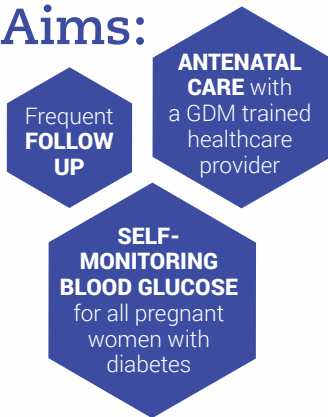 Aims:
Frequent
FOLLOW
UP
ANTENATAL
CARE with
a GDM trained
healthcare
provider
SELF-
MONITORING
BLOOD GLUCOSE
for all pregnant
women with
diabetes